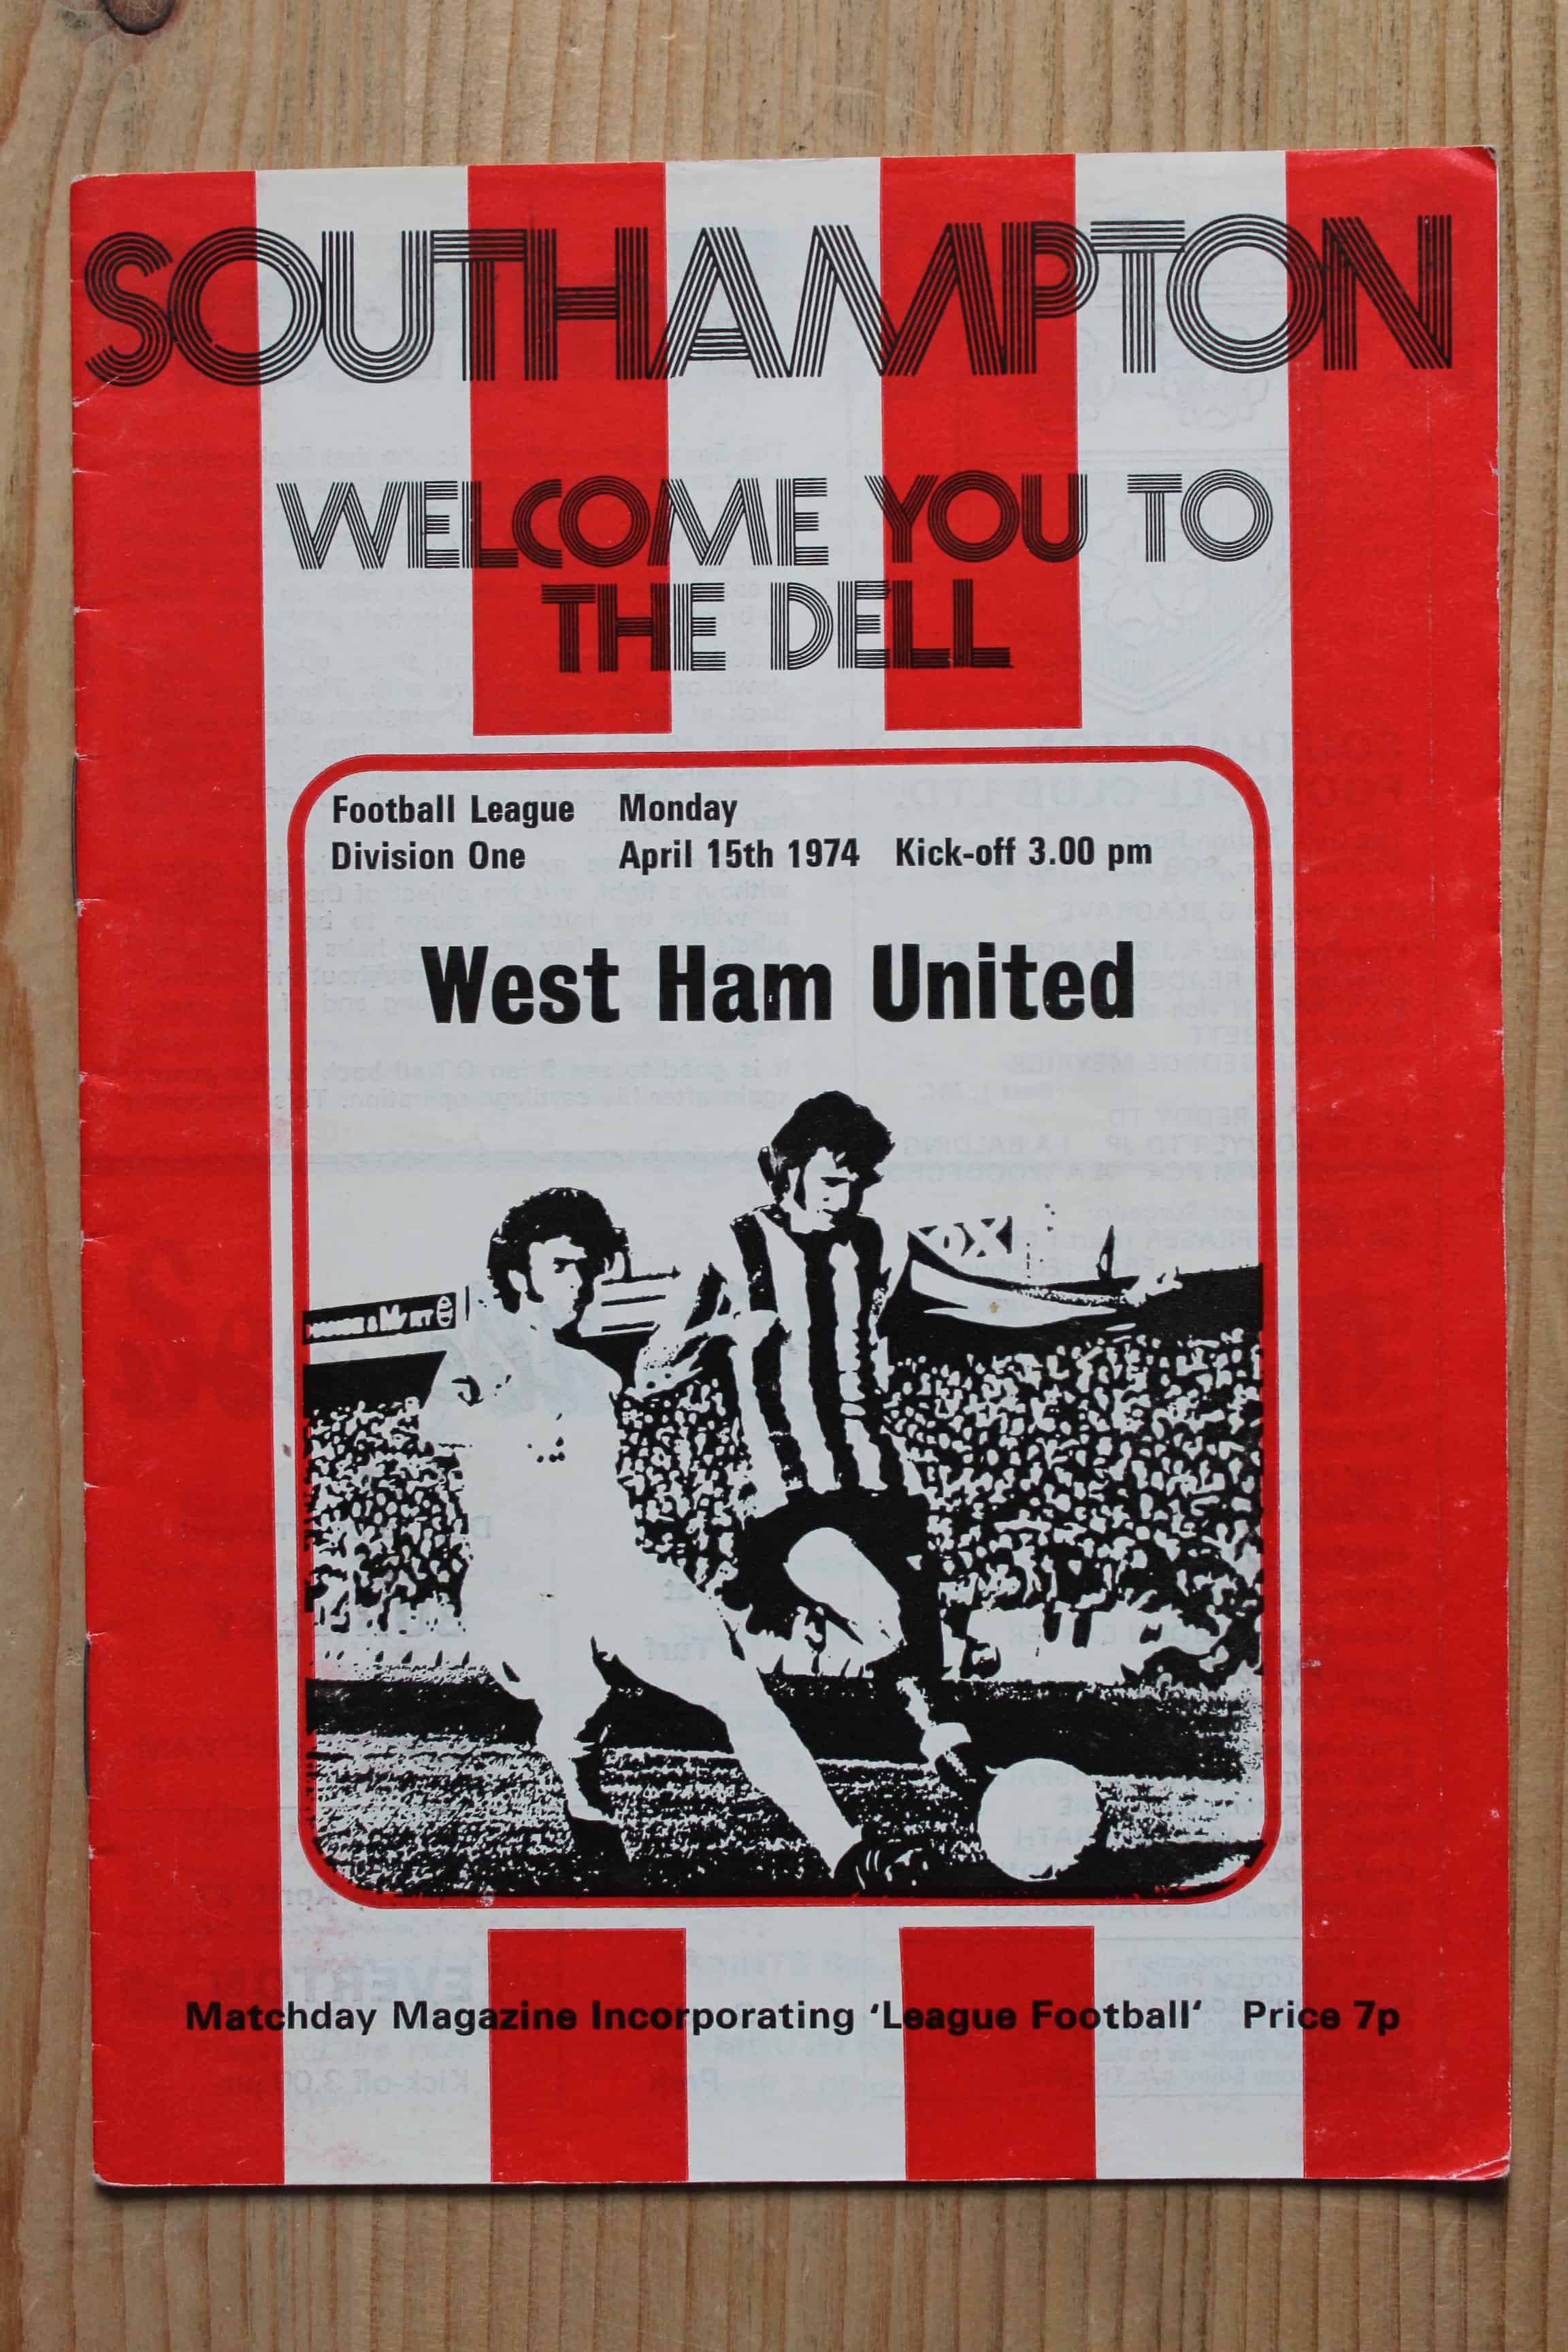 SOUTHAMPTON
WELCOME YOU TO
THE DELL
Football League Monday
Division One April 15th 1974 Kick-off 3.00 pm
West Ham United
Matchday Magazine Incorporating ‘League Football’ Price 7p